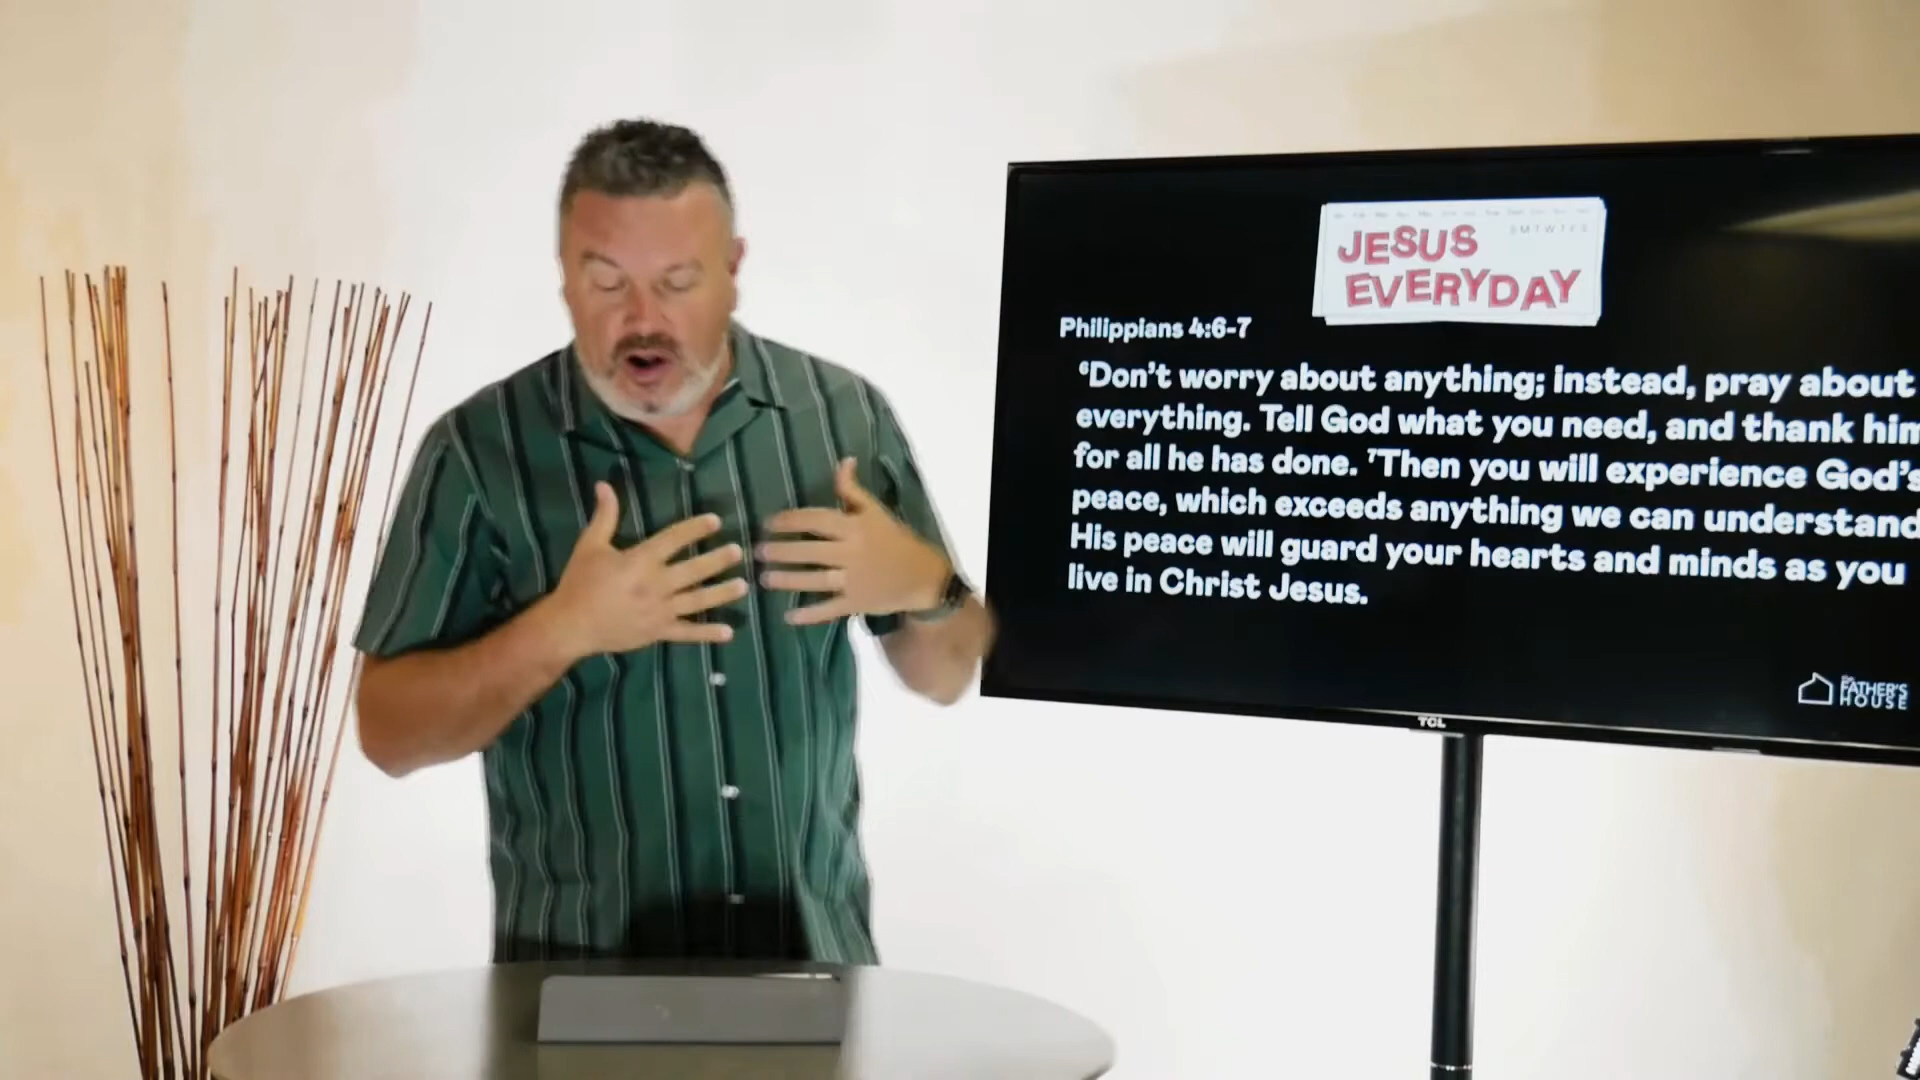 JESUS
S M T W T F S
EVERYDAY
Philippians 4:6-7
⁶Don't worry about anything; instead, pray about
everything. Tell God what you need, and thank him
for all he has done. ⁷Then you will experience God's
peace, which exceeds anything we can understand
His peace will guard your hearts and minds as you
live in Christ Jesus.
FATHER'S
HOUSE
TCL